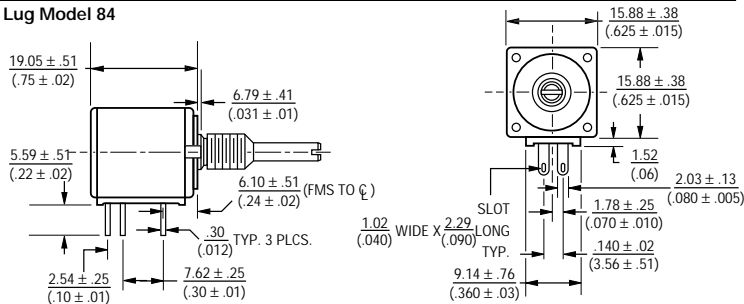 Lug Model 84
19.05 ± .51
(.75 ± .02)
6.79 ± .41
(.031 ± .01)
5.59 ± .51
(.22 ± .02)
6.10 ± .51
(.24 ± .02)
(FMS TO ℄)
.30
(.012)
TYP. 3 PLCS.
2.54 ± .25
(.10 ± .01)
7.62 ± .25
(.30 ± .01)
15.88 ± .38
(.625 ± .015)
15.88 ± .38
(.625 ± .015)
1.52
(.06)
2.03 ± .13
(.080 ± .005)
SLOT
1.02
(.040)
WIDE X
2.29
(.090)
LONG
TYP.
1.78 ± .25
(.070 ± .010)
.140 ± .02
(3.56 ± .51)
9.14 ± .76
(.360 ± .03)